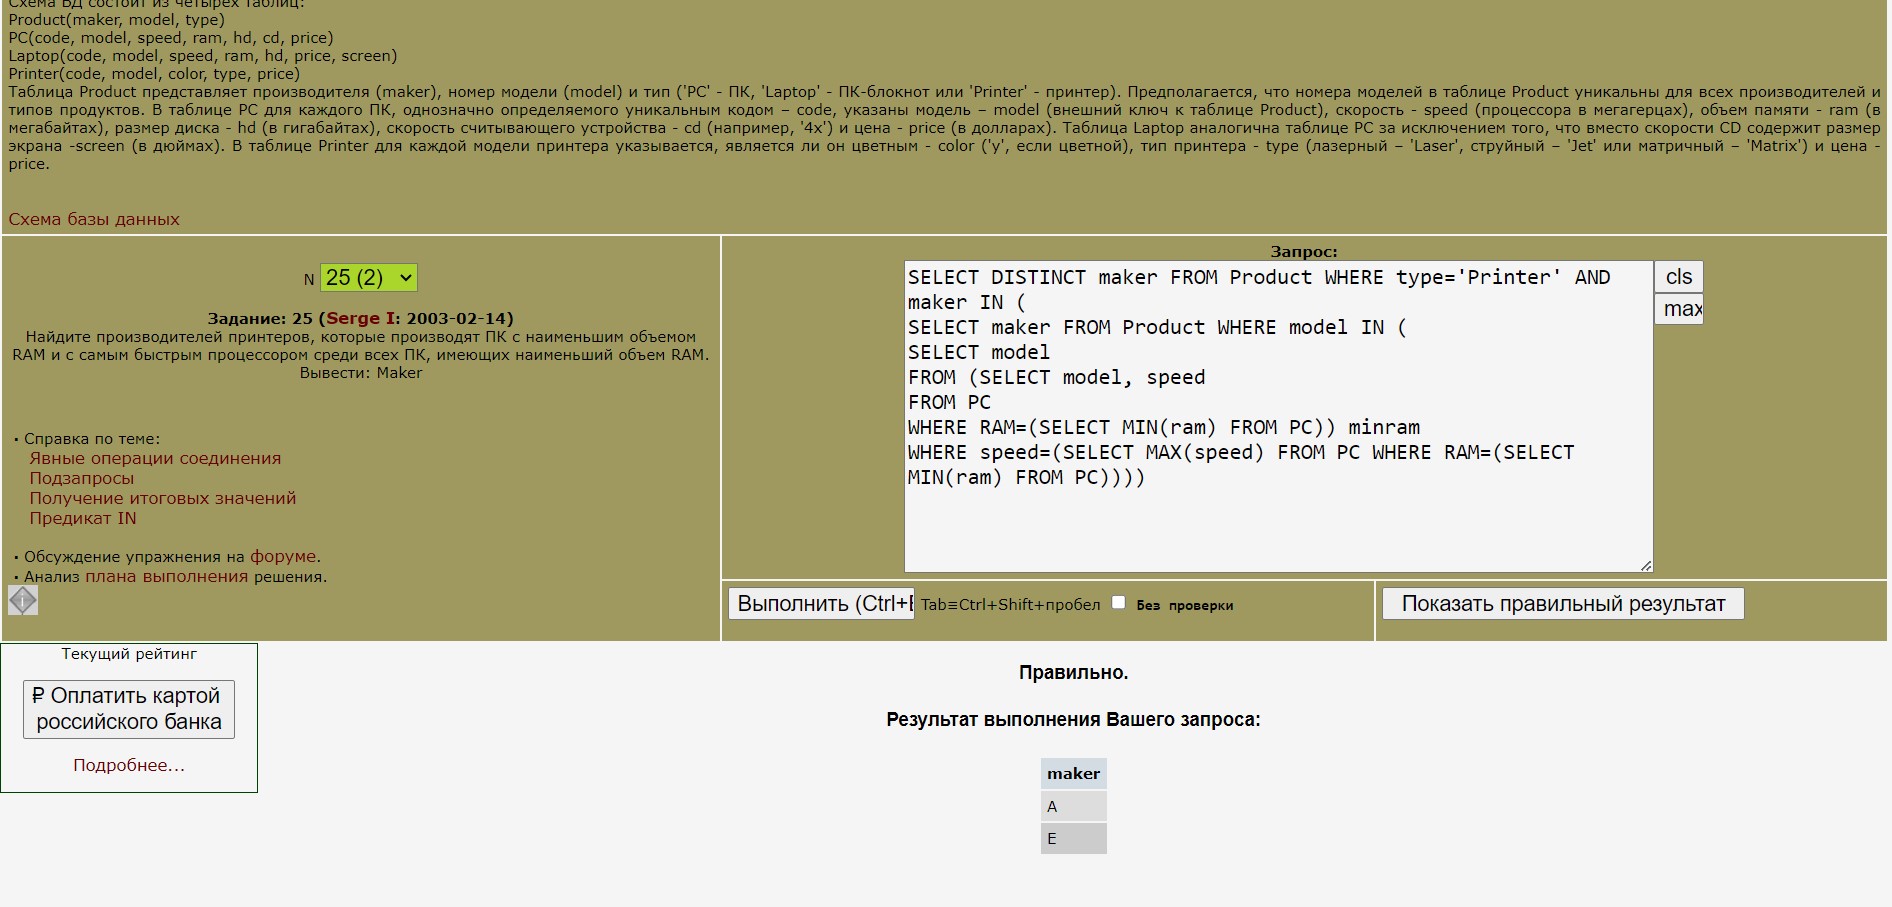 Схема БД состоит из четырех таблиц:
Product(maker, model, type)
PC(code, model, speed, ram, hd, cd, price)
Laptop(code, model, speed, ram, hd, price, screen)
Printer(code, model, color, type, price)
Таблица Product представляет производителя (maker), номер модели (model) и тип ('PC' - ПК, 'Laptop' - ПК-блокнот или 'Printer' - принтер). Предполагается, что номера моделей в таблице Product уникальны для всех производителей и
типов продуктов. В таблице PC для каждого ПК, однозначно определяемого уникальным кодом – code, указаны модель – model (внешний ключ к таблице Product), скорость - speed (процессора в мегагерцах), объем памяти - ram (в
мегабайтах), размер диска - hd (в гигабайтах), скорость считывающего устройства - cd (например, '4x') и цена - price (в долларах). Таблица Laptop аналогична таблице РС за исключением того, что вместо скорости CD содержит размер
экрана -screen (в дюймах). В таблице Printer для каждой модели принтера указывается, является ли он цветным - color ('y', если цветной), тип принтера - type (лазерный – 'Laser', струйный – 'Jet' или матричный – 'Matrix') и цена -
price.
Схема базы данных
N 25 (2)
Задание: 25 (Serge I: 2003-02-14)
Найдите производителей принтеров, которые производят ПК с наименьшим объемом
RAM и с самым быстрым процессором среди всех ПК, имеющих наименьший объем RAM.
Вывести: Maker
· Справка по теме:
Явные операции соединения
Подзапросы
Получение итоговых значений
Предикат IN
· Обсуждение упражнения на форуме.
· Анализ плана выполнения решения.
Запрос:
SELECT DISTINCT maker FROM Product WHERE type='Printer' AND
maker IN (
SELECT maker FROM Product WHERE model IN (
SELECT model
FROM (SELECT model, speed
FROM PC
WHERE RAM=(SELECT MIN(ram) FROM PC)) minram
WHERE speed=(SELECT MAX(speed) FROM PC WHERE RAM=(SELECT
MIN(ram) FROM PC))))
cls
max
Выполнить (Ctrl+E Tab≡Ctrl+Shift+пробел Без проверки
Показать правильный результат
Текущий рейтинг
₽ Оплатить картой
российского банка
Подробнее...
Правильно.
Результат выполнения Вашего запроса:
maker
A
E